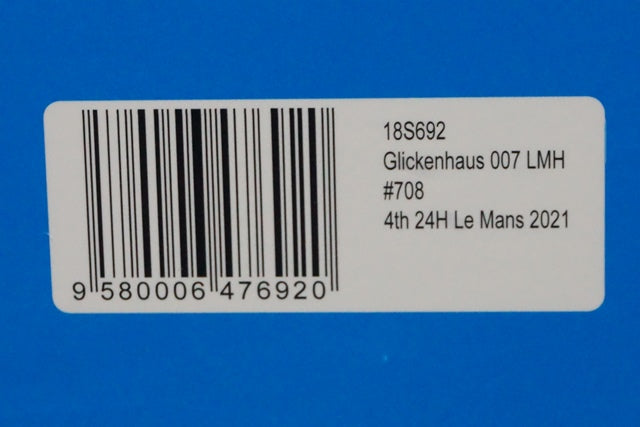 18S692
Glickenhaus 007 LMH
#708
4th 24H Le Mans 2021
9 580006 476920